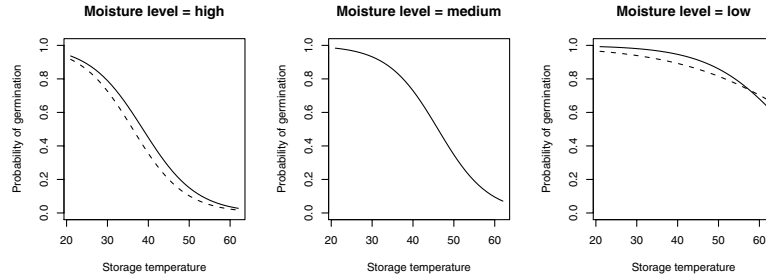 Moisture level = high
Probability of germination
0.0 0.2 0.4 0.6 0.8 1.0
20 30 40 50 60
Storage temperature
Moisture level = medium
Probability of germination
0.0 0.2 0.4 0.6 0.8 1.0
20 30 40 50 60
Storage temperature
Moisture level = low
Probability of germination
0.0 0.2 0.4 0.6 0.8 1.0
20 30 40 50 60
Storage temperature